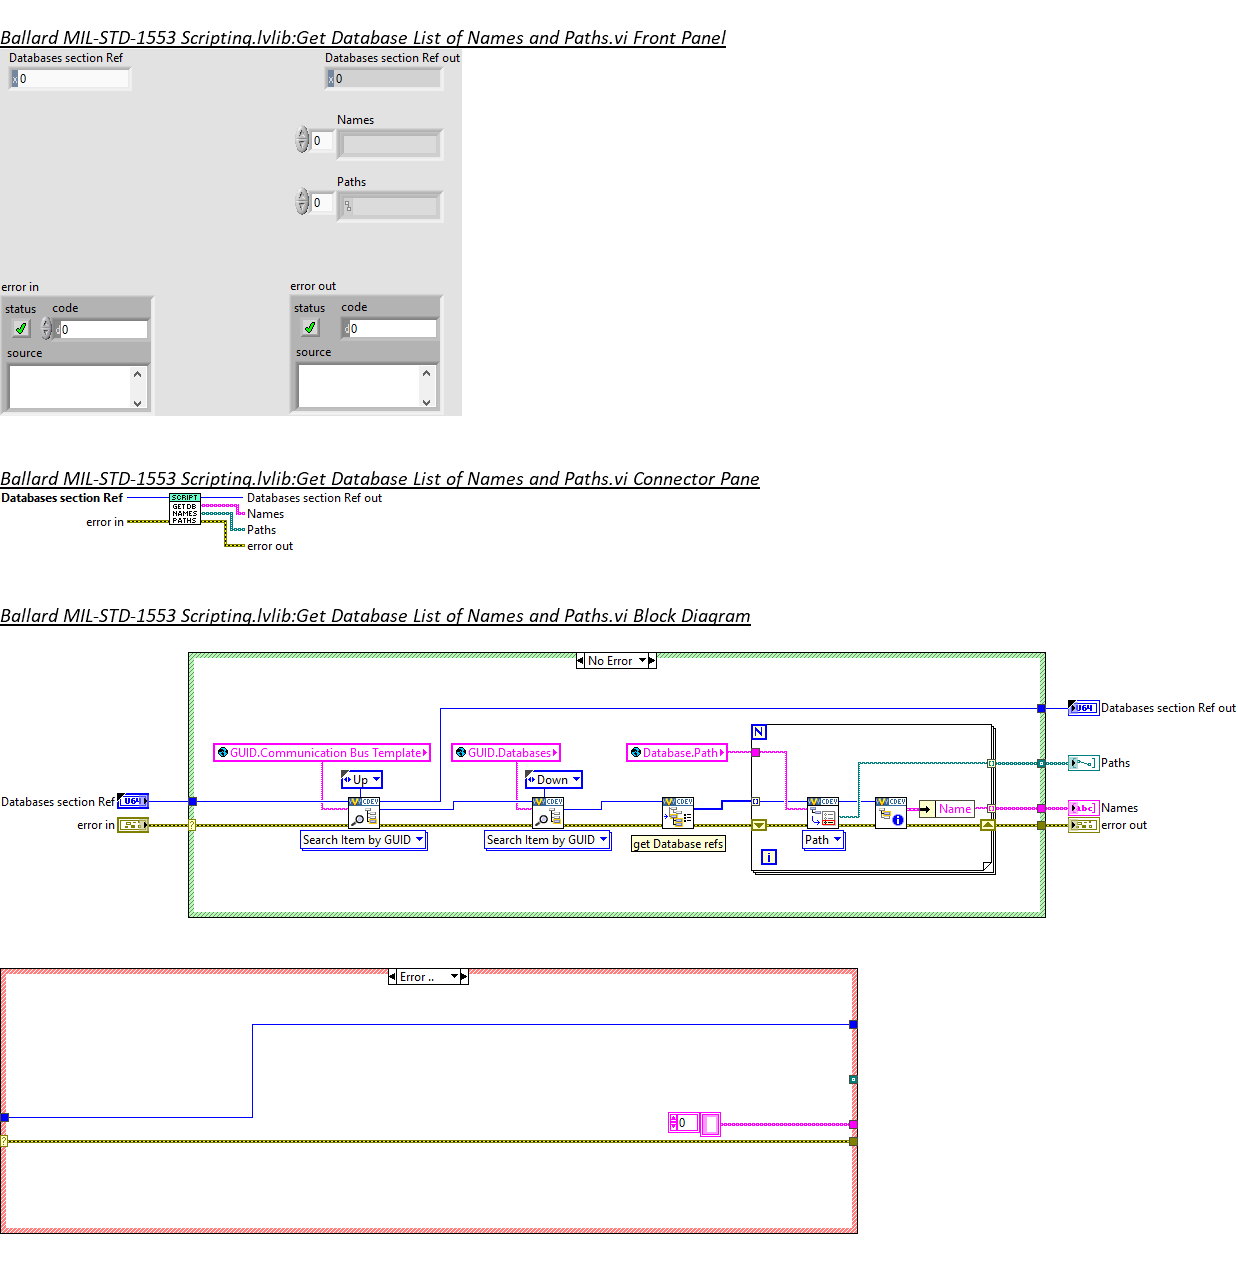 Ballard MIL-STD-1553 Scripting.lvlib:Get Database List of Names and Paths.vi Front Panel
Databases section Ref
Databases section Ref out
x 0
x 0
Names
0
Paths
0
error in
error out
status
code
status
code
d 0
d 0
source
source
Ballard MIL-STD-1553 Scripting.lvlib:Get Database List of Names and Paths.vi Connector Pane
Databases section Ref
SCRIPT
GET DB
NAMES
PATHS
Databases section Ref out
Names
error in
Paths
error out
Ballard MIL-STD-1553 Scripting.lvlib:Get Database List of Names and Paths.vi Block Diagram
No Error
U64
Databases section Ref out
N
GUID.Communication Bus Template
GUID.Databases
Database.Path
Paths
Up
Down
Databases section Ref
U64
CDEV
CDEV
CDEV
CDEV
CDEV
Name
abc
Names
error in
?
error out
Search Item by GUID
Search Item by GUID
get Database refs
Path
i
Error ..
0
?